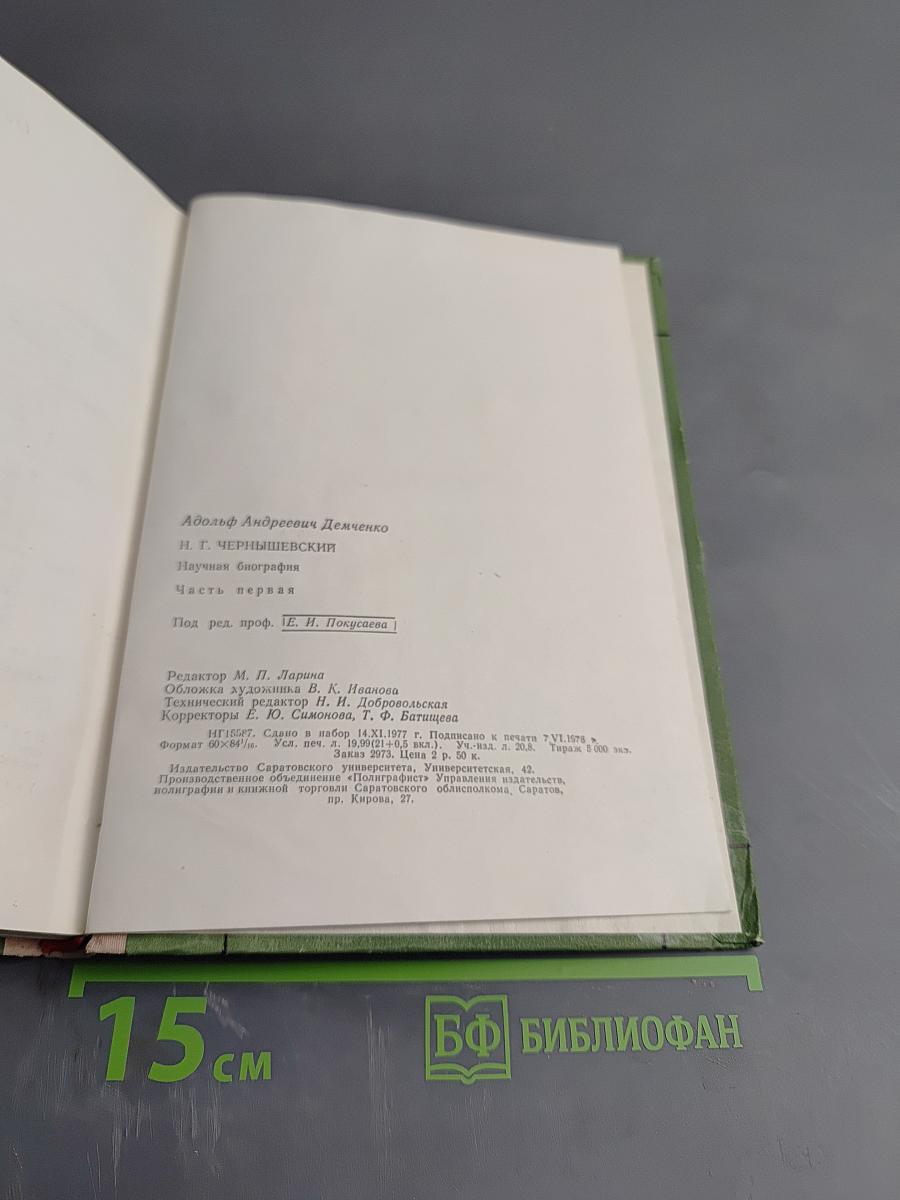 Адольф Андреевич Демченко
Н. Г. ЧЕРНЫШЕВСКИЙ
Научная биография
Часть первая
Под ред. проф. Е. И. Покусаева
Редактор М. П. Ларина
Обложка художника В. К. Иванова
Технический редактор Н. И. Добровольская
Корректоры Е. Ю. Симонова, Т. Ф. Батищева
НГ15587. Сдано в набор 14.XI.1977 г. Подписано к печати 7.VI.1978 г.
Формат 60×84¹/₁₆. Усл. печ. л. 19,99(21+0,5 вкл.). Уч.-изд. л. 20,8. Тираж 5 000 экз.
Заказ 2973. Цена 2 р. 50 к.
Издательство Саратовского университета, Университетская, 42.
Производственное объединение «Полиграфист» Управления издательств,
полиграфии и книжной торговли Саратовского облисполкома. Саратов,
пр. Кирова, 27.
15 см
БФ БИБЛИОФАН